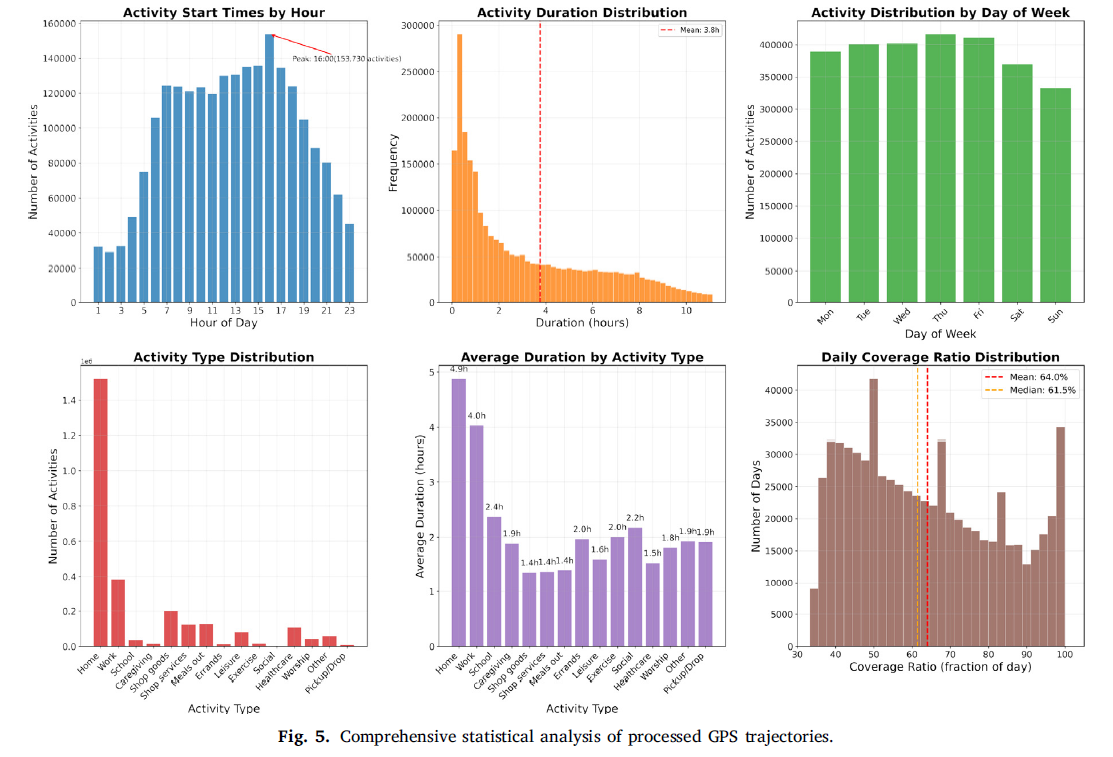 Activity Start Times by Hour
160000
140000
120000
100000
80000
60000
40000
20000
0
Number of Activities
Peak: 16:00(153,730 activities)
1 3 5 7 9 11 13 15 17 19 21 23
Hour of Day
Activity Duration Distribution
300000
250000
200000
150000
100000
50000
0
Frequency
Mean: 3.8h
0 2 4 6 8 10
Duration (hours)
Activity Distribution by Day of Week
400000
350000
300000
250000
200000
150000
100000
50000
0
Number of Activities
Mon Tue Wed Thu Fri Sat Sun
Day of Week
Activity Type Distribution
1e6
1.4
1.2
1.0
0.8
0.6
0.4
0.2
0.0
Number of Activities
Home Work School Caregiving Shop goods Shop services Meals out Errands Leisure Exercise Social Healthcare Worship Other Pickup/Drop
Activity Type
Average Duration by Activity Type
5
4
3
2
1
0
Average Duration (hours)
4.9h 4.0h 2.4h 1.9h 1.4h 1.4h 1.4h 2.0h 1.6h 2.0h 2.2h 1.5h 1.8h 1.9h 1.9h
Home Work School Caregiving Shop goods Shop services Meals out Errands Leisure Exercise Social Healthcare Worship Other Pickup/Drop
Activity Type
Daily Coverage Ratio Distribution
40000
35000
30000
25000
20000
15000
10000
5000
0
Number of Days
Mean: 64.0%
Median: 61.5%
30 40 50 60 70 80 90 100
Coverage Ratio (fraction of day)
Fig. 5. Comprehensive statistical analysis of processed GPS trajectories.